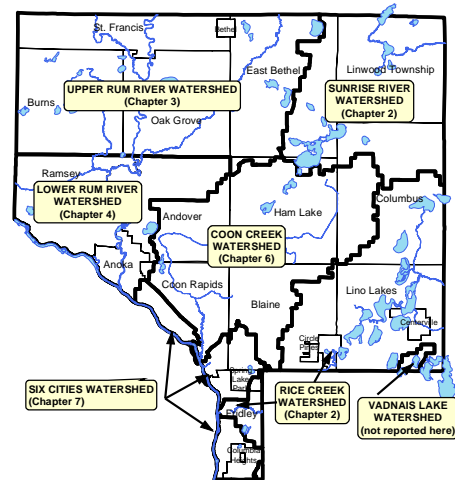 St. Francis
Bethel
East Bethel
Linwood Township
UPPER RUM RIVER WATERSHED
(Chapter 3)
SUNRISE RIVER
WATERSHED
(Chapter 2)
Burns
Oak Grove
Ramsey
LOWER RUM RIVER
WATERSHED
(Chapter 4)
Andover
Ham Lake
Columbus
COON CREEK
WATERSHED
(Chapter 6)
Anoka
Coon Rapids
Lino Lakes
Blaine
Centerville
Circle
Pines
Spring
Lake
Park
SIX CITIES WATERSHED
(Chapter 7)
RICE CREEK
WATERSHED
(Chapter 2)
VADNAIS LAKE
WATERSHED
(not reported here)
Fridley
Columbia
Heights